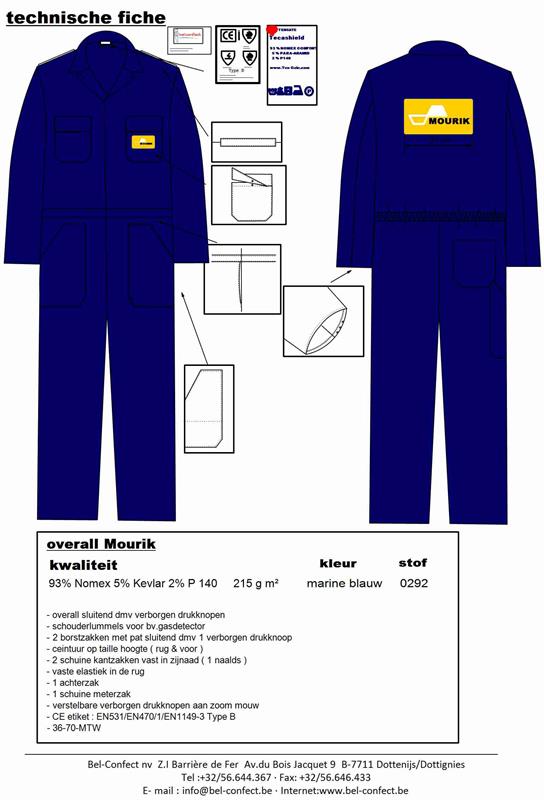 technische fiche
bel-confect
CE
Type B
TENCATE
Tecashield
93% NOMEX COMFORT
5% PARA-ARAMID
2% P140
MOURIK
MOURIK
overall Mourik
kwaliteit kleur stof
93% Nomex 5% Kevlar 2% P 140 215 g m² marine blauw 0292
- overall sluitend dmv verborgen drukknopen
- schouderlummels voor bv.gasdetector
- 2 borstzakken met pat sluitend dmv 1 verborgen drukknoop
- ceintuur op taille hoogte ( rug & voor )
- 2 schuine kantzakken vast in zijnaad ( 1 naalds )
- vaste elastiek in de rug
- 1 achterzak
- 1 schuine meterzak
- verstelbare verborgen drukknopen aan zoom mouw
- CE etiket : EN531/EN470/1/EN1149-3 Type B
- 36-70-MTW
Bel-Confect nv Z.I Barrière de Fer Av.du Bois Jacquet 9 B-7711 Dottenijs/Dottignies
Tel :+32/56.644.367 · Fax: +32/56.646.433
E- mail : info@bel-confect.be · Internet:www.bel-confect.be